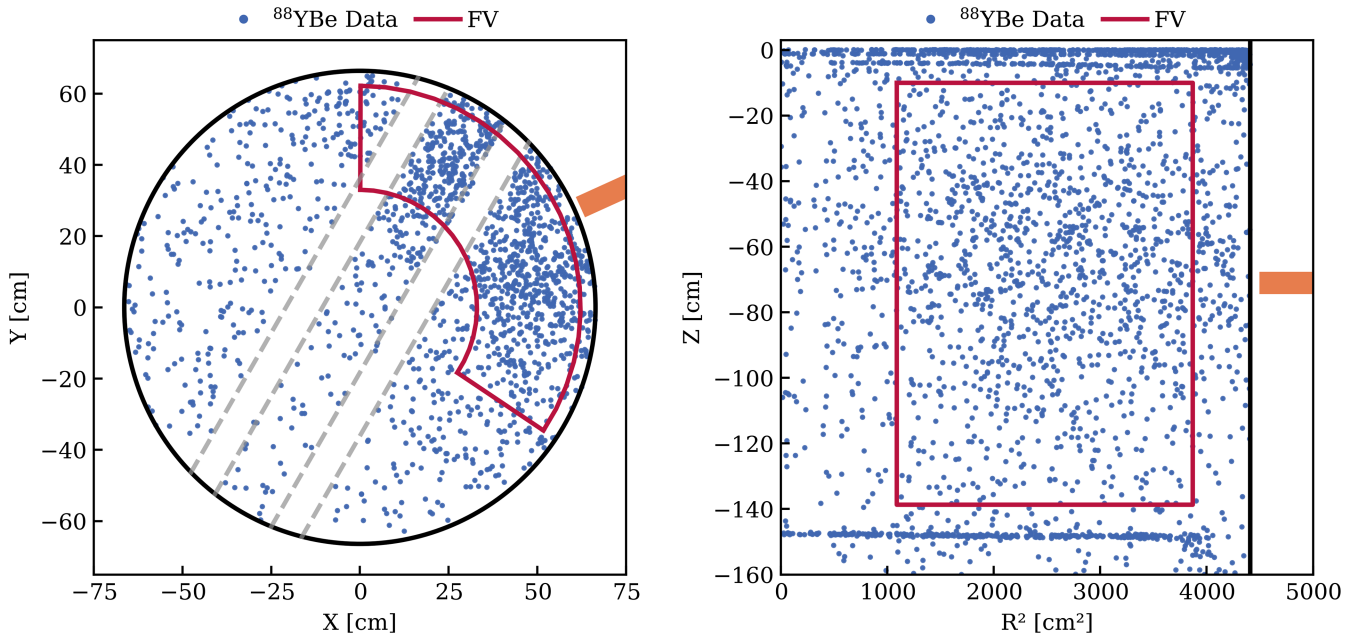 ⁸⁸YBe Data FV
60
40
20
0
−20
−40
−60
Y [cm]
−75 −50 −25 0 25 50 75
X [cm]
⁸⁸YBe Data FV
0
−20
−40
−60
−80
−100
−120
−140
−160
Z [cm]
0 1000 2000 3000 4000 5000
R² [cm²]